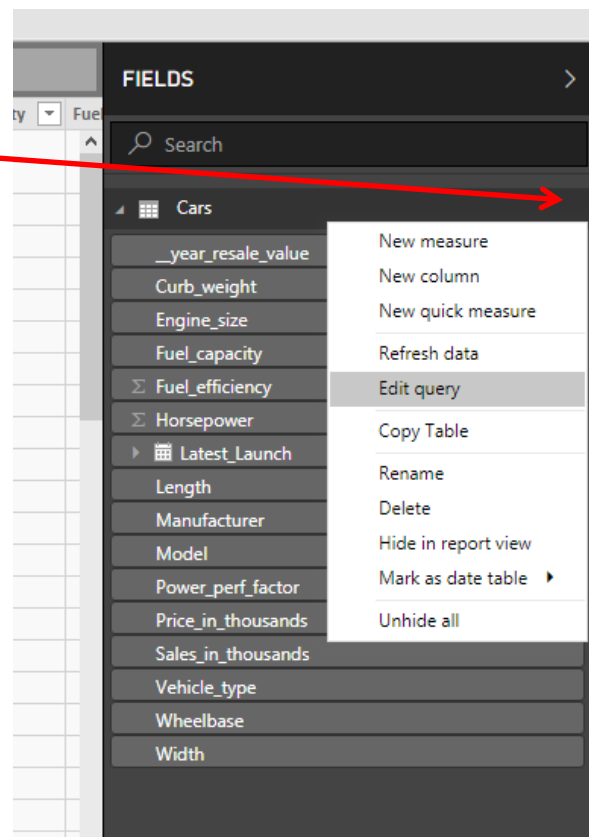 FIELDS
ty Fuel
Search
Cars
__year_resale_value
Curb_weight
Engine_size
Fuel_capacity
Σ Fuel_efficiency
Σ Horsepower
Latest_Launch
Length
Manufacturer
Model
Power_perf_factor
Price_in_thousands
Sales_in_thousands
Vehicle_type
Wheelbase
Width
New measure
New column
New quick measure
Refresh data
Edit query
Copy Table
Rename
Delete
Hide in report view
Mark as date table
Unhide all